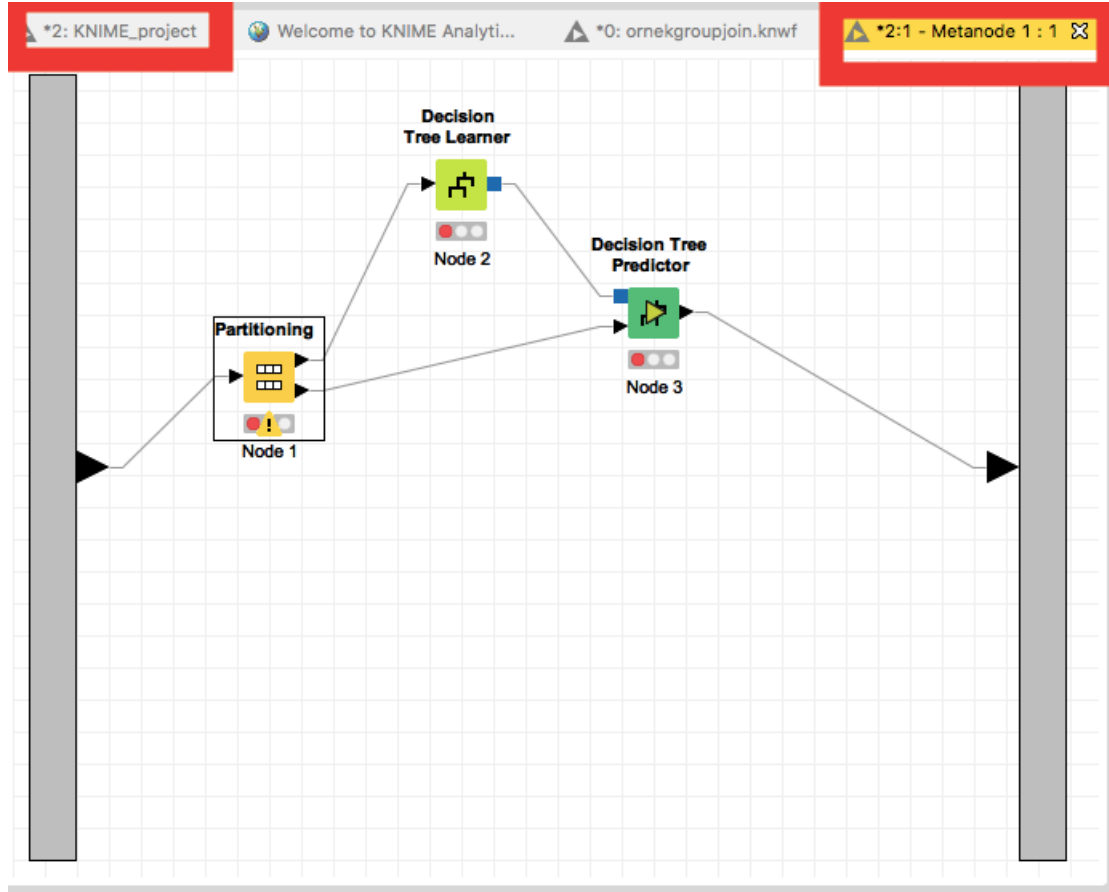 *2: KNIME_project
Welcome to KNIME Analyti...
*0: ornekgroupjoin.knwf
*2:1 - Metanode 1 : 1
Decision
Tree Learner
Node 2
Decision Tree
Predictor
Node 3
Partitioning
Node 1